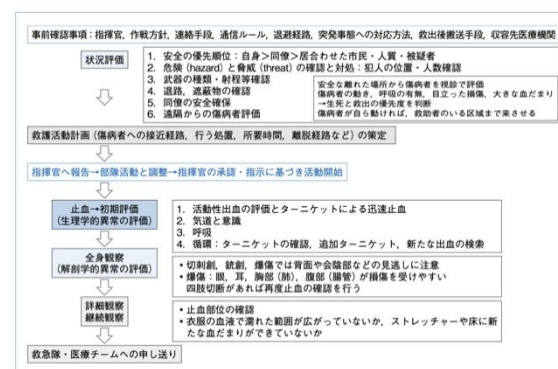 事前確認事項：指揮官，作戦方針，連絡手段，通信ルール，退避経路，突発事態への対応方法，救出後搬送手段，収容先医療機関
状況評価
1. 安全の優先順位：自身＞同僚＞居合わせた市民・人質・被疑者
2. 危険（hazard）と脅威（threat）の確認と対処：犯人の位置・人数確認
3. 武器の種類・射程等確認
4. 退路，遮蔽物の確認
5. 同僚の安全確保
6. 遠隔からの傷病者評価
安全な離れた場所から傷病者を視診で評価
傷病者の動き，呼吸の有無，目立った損傷，大きな血だまり
→生死と救出の優先度を判断
傷病者が自ら動ければ，救助者のいる区域まで来させる
救護活動計画（傷病者への接近経路，行う処置，所要時間，離脱経路など）の策定
指揮官へ報告→部隊活動と調整→指揮官の承認・指示に基づき活動開始
止血→初期評価
（生理学的異常の評価）
1. 活動性出血の評価とターニケットによる迅速止血
2. 気道と意識
3. 呼吸
4. 循環：ターニケットの確認，追加ターニケット，新たな出血の検索
全身観察
（解剖学的異常の評価）
・切刺創，銃創，爆傷では背面や会陰部などの見逃しに注意
・爆傷：眼，耳，胸部（肺），腹部（腸管）が損傷を受けやすい
四肢切断があれば再度止血の確認を行う
詳細観察
継続観察
・止血部位の確認
・衣服の血液で濡れた範囲が広がっていないか，ストレッチャーや床に新
たな血だまりができていないか
救急隊・医療チームへの申し送り